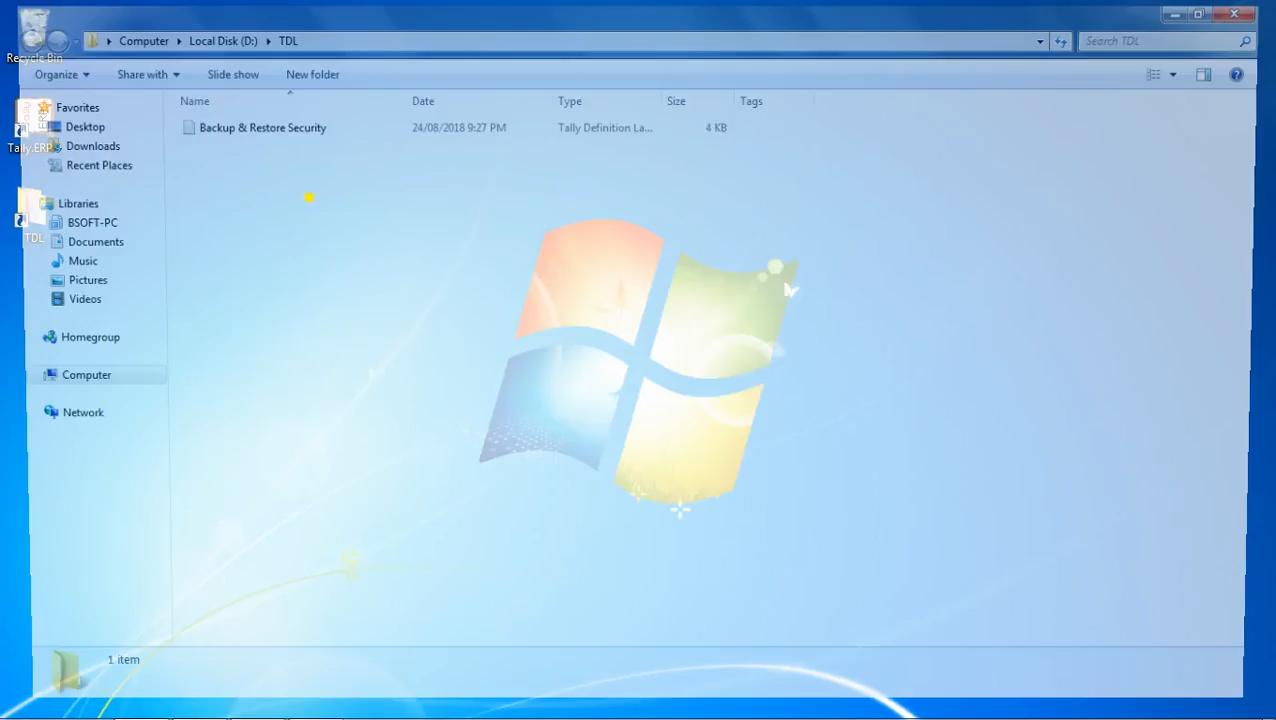 Recycle Bin
Tally.ERP
TDL
Computer Local Disk (D:) TDL
Search TDL
Organize Share with Slide show New folder
Name Date Type Size Tags
Backup & Restore Security 24/08/2018 9:27 PM Tally Definition La... 4 KB
Favorites
Desktop
Downloads
Recent Places
Libraries
BSOFT-PC
Documents
Music
Pictures
Videos
Homegroup
Computer
Network
1 item